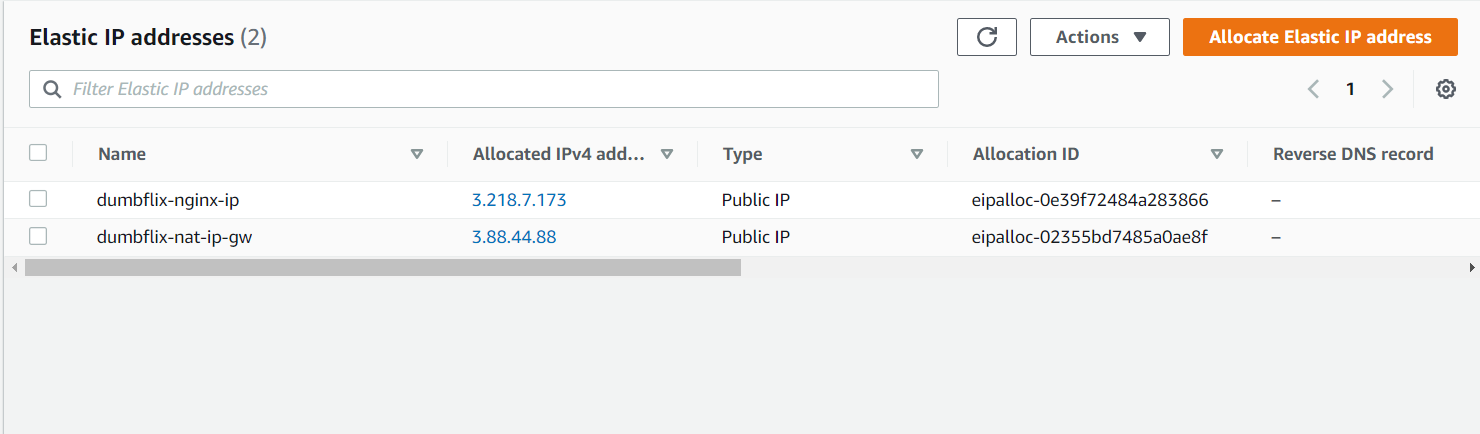 Elastic IP addresses (2)
Actions
Allocate Elastic IP address
Filter Elastic IP addresses
1
Name Allocated IPv4 add... Type Allocation ID Reverse DNS record
dumbflix-nginx-ip 3.218.7.173 Public IP eipalloc-0e39f72484a283866 –
dumbflix-nat-ip-gw 3.88.44.88 Public IP eipalloc-02355bd7485a0ae8f –